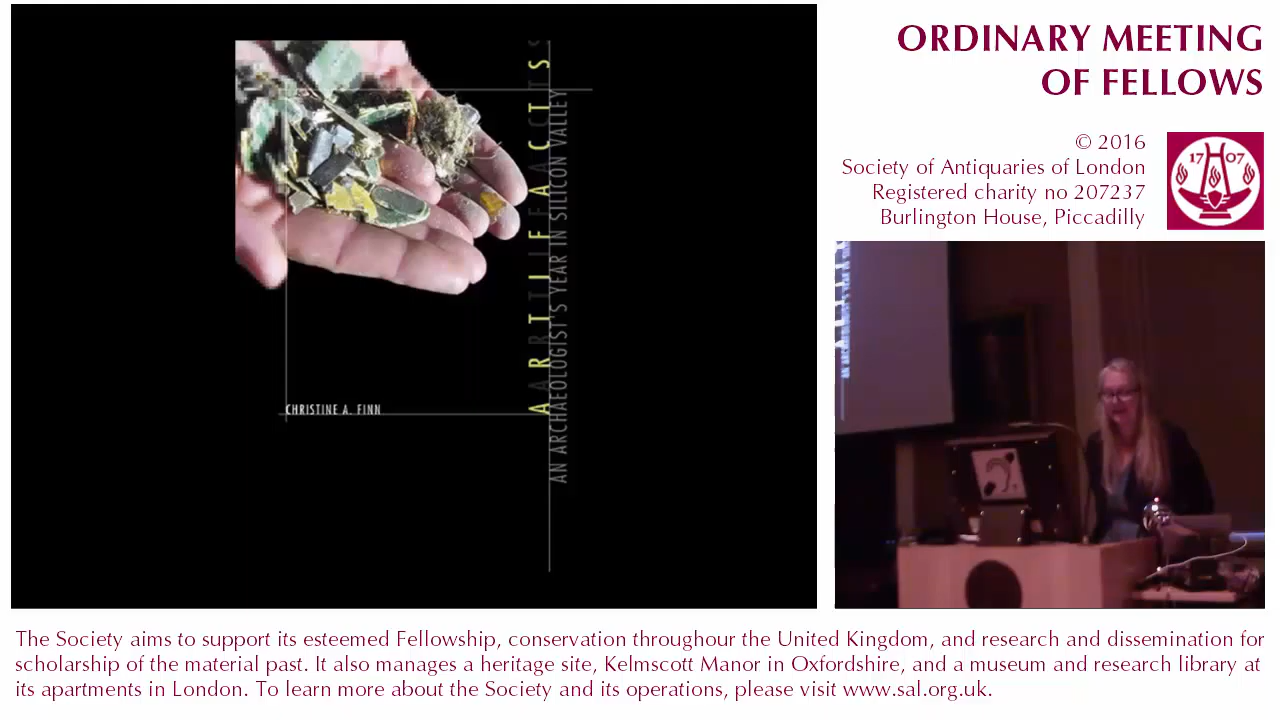 ARTIFACTS
AN ARCHAEOLOGIST'S YEAR IN SILICON VALLEY
CHRISTINE A. FINN
ORDINARY MEETING
OF FELLOWS
© 2016
Society of Antiquaries of London
Registered charity no 207237
Burlington House, Piccadilly
1707
The Society aims to support its esteemed Fellowship, conservation throughour the United Kingdom, and research and dissemination for
scholarship of the material past. It also manages a heritage site, Kelmscott Manor in Oxfordshire, and a museum and research library at
its apartments in London. To learn more about the Society and its operations, please visit www.sal.org.uk.